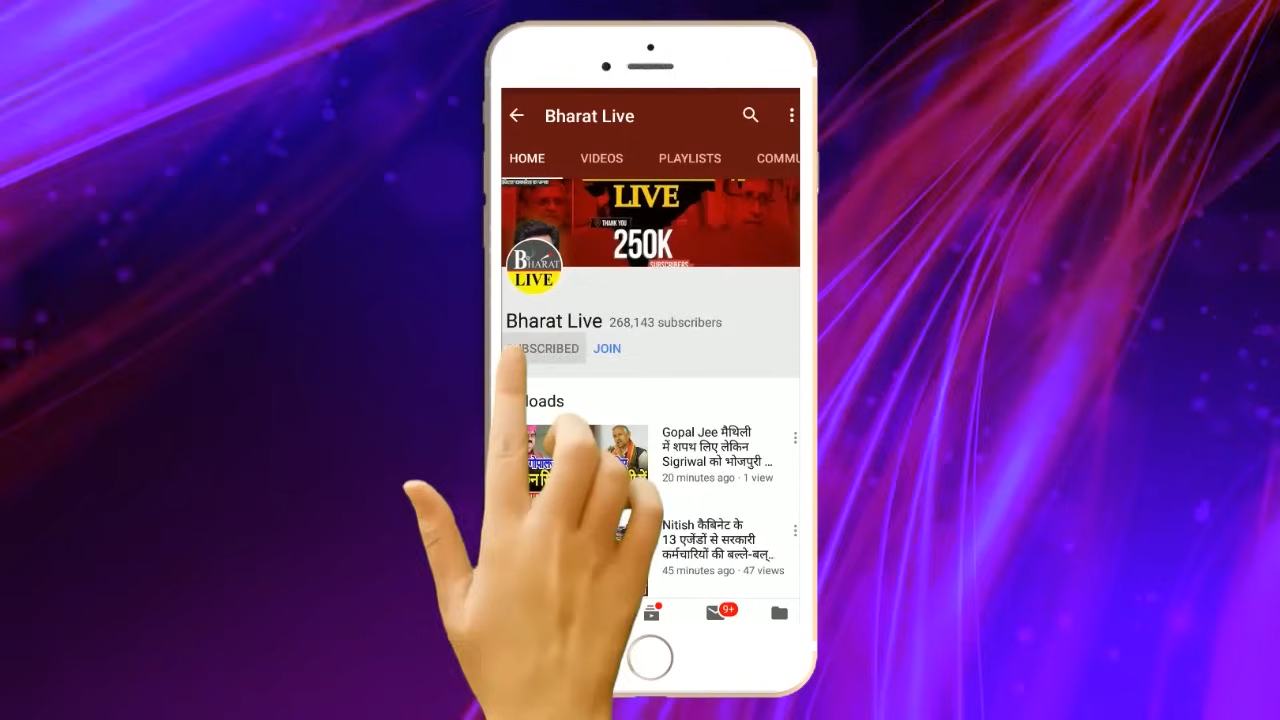 Bharat Live
HOME VIDEOS PLAYLISTS COMMU
LIVE
THANK YOU
250K
SUBSCRIBERS
BHARAT
LIVE
Bharat Live 268,143 subscribers
SUBSCRIBED JOIN
loads
Gopal Jee मैथिली
में शपथ लिए लेकिन
Sigriwal को भोजपुरी ...
20 minutes ago · 1 view
Nitish कैबिनेट के
13 एजेंडों से सरकारी
कर्मचारियों की बल्ले-बल्..
45 minutes ago · 47 views
9+